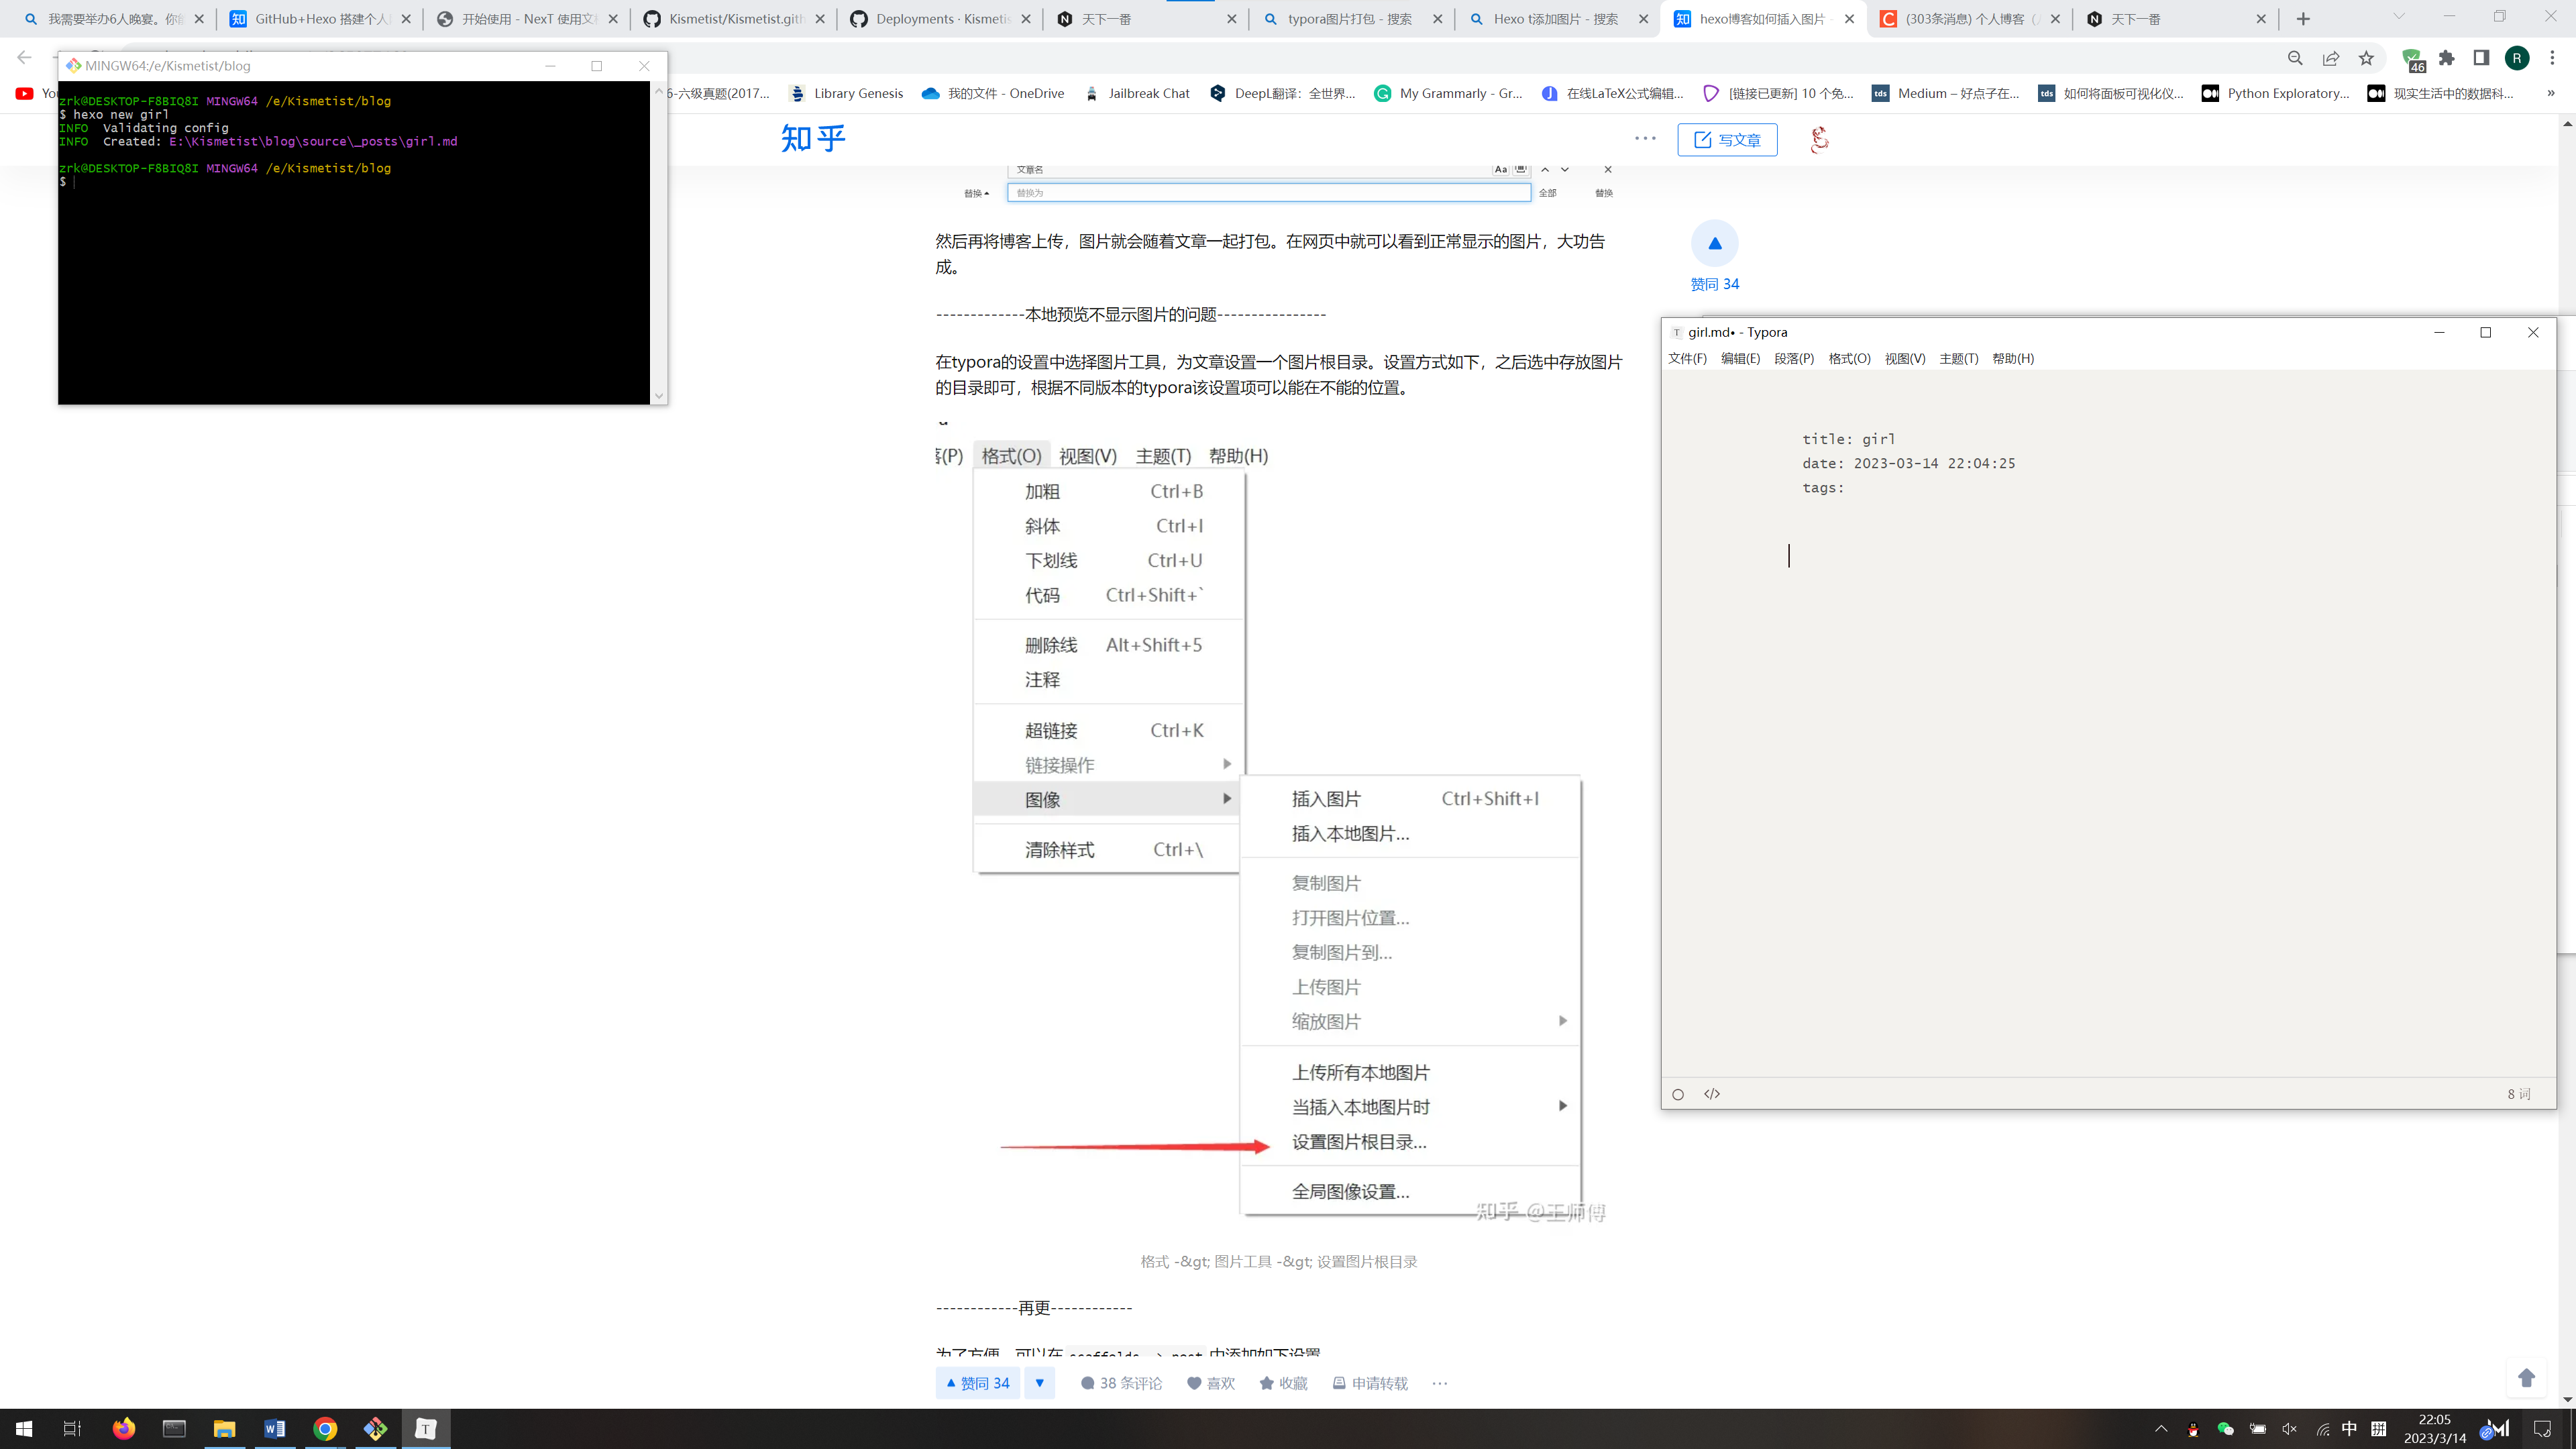 我需要举办6人晚宴。你能
GitHub+Hexo 搭建个人
开始使用 - NexT 使用文
Kismetist/Kismetist.gith
Deployments · Kismetis
天下一番
typora图片打包 - 搜索
Hexo t添加图片 - 搜索
hexo博客如何插入图片 -
(303条消息) 个人博客（
天下一番
46
R
You
6-六级真题(2017...
Library Genesis
我的文件 - OneDrive
Jailbreak Chat
DeepL翻译：全世界...
My Grammarly - Gr...
在线LaTeX公式编辑...
[链接已更新] 10 个免...
Medium – 好点子在...
如何将面板可视化仪...
Python Exploratory...
现实生活中的数据科...
»
MINGW64:/e/Kismetist/blog
zrk@DESKTOP-F8BIQ8I MINGW64 /e/Kismetist/blog
$ hexo new girl
INFO  Validating config
INFO  Created: E:\Kismetist\blog\source\_posts\girl.md
zrk@DESKTOP-F8BIQ8I MINGW64 /e/Kismetist/blog
$
知乎
写文章
文章名
Aa
替换
替换为
全部
替换
然后再将博客上传，图片就会随着文章一起打包。在网页中就可以看到正常显示的图片，大功告
成。
-------------本地预览不显示图片的问题----------------
在typora的设置中选择图片工具，为文章设置一个图片根目录。设置方式如下，之后选中存放图片
的目录即可，根据不同版本的typora该设置项可以能在不能的位置。
赞同 34
落(P) 格式(O) 视图(V) 主题(T) 帮助(H)
加粗 Ctrl+B
斜体 Ctrl+I
下划线 Ctrl+U
代码 Ctrl+Shift+`
删除线 Alt+Shift+5
注释
超链接 Ctrl+K
链接操作
图像
清除样式 Ctrl+\
插入图片 Ctrl+Shift+I
插入本地图片...
复制图片
打开图片位置...
复制图片到...
上传图片
缩放图片
上传所有本地图片
当插入本地图片时
设置图片根目录...
全局图像设置...
知乎 @王师傅
格式 -&gt; 图片工具 -&gt; 设置图片根目录
------------再更------------
为了方便，可以在 scaffolds -> post 中添加如下设置
赞同 34
38 条评论
喜欢
收藏
申请转载
girl.md• - Typora
文件(F) 编辑(E) 段落(P) 格式(O) 视图(V) 主题(T) 帮助(H)
title: girl
date: 2023-03-14 22:04:25
tags:
</>
8 词
中
拼
22:05
2023/3/14